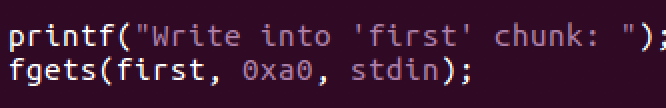 printf("Write into 'first' chunk: ");
fgets(first, 0xa0, stdin);